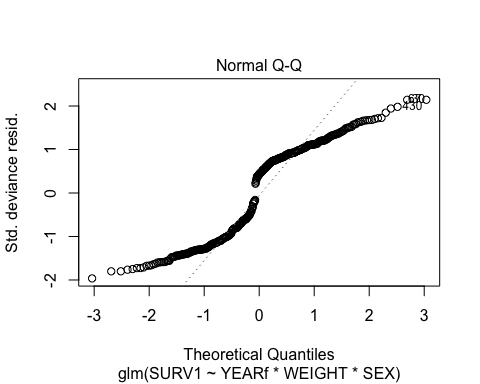 Normal Q-Q
Std. deviance resid.
2
1
0
-1
-2
430
-3 -2 -1 0 1 2 3
Theoretical Quantiles
glm(SURV1 ~ YEARf * WEIGHT * SEX)